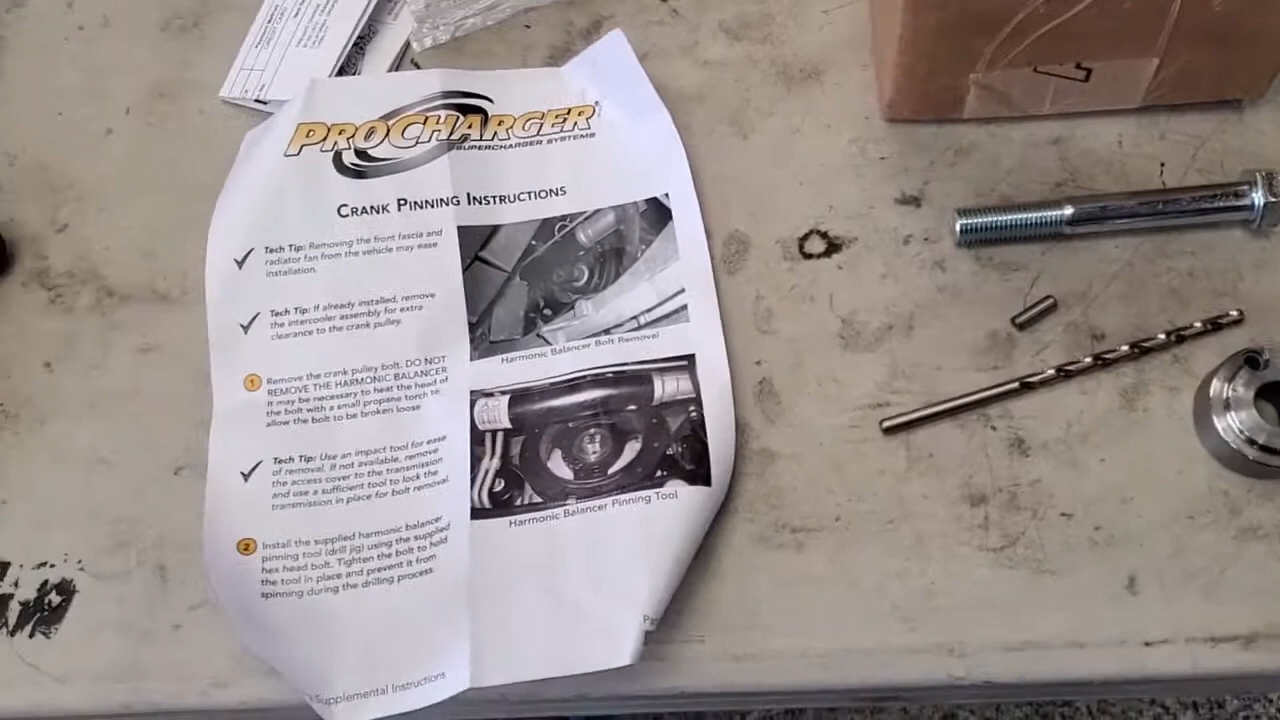 PROCHARGER
SUPERCHARGER SYSTEMS
CRANK PINNING INSTRUCTIONS
Tech Tip: Removing the front fascia and
radiator fan from the vehicle may ease
installation.
Tech Tip: If already installed, remove
the intercooler assembly for extra
clearance to the crank pulley.
1 Remove the crank pulley bolt. DO NOT
REMOVE THE HARMONIC BALANCER
It may be necessary to heat the head of
the bolt with a small propane torch to
allow the bolt to be broken loose
Tech Tip: Use an impact tool for ease
of removal. If not available, remove
the access cover to the transmission
and use a sufficient tool to lock the
transmission in place for bolt removal.
2 Install the supplied harmonic balancer
pinning tool (drill jig) using the supplied
hex head bolt. Tighten the bolt to hold
the tool in place and prevent it from
spinning during the drilling process.
Harmonic Balancer Bolt Removal
Harmonic Balancer Pinning Tool
Supplemental Instructions